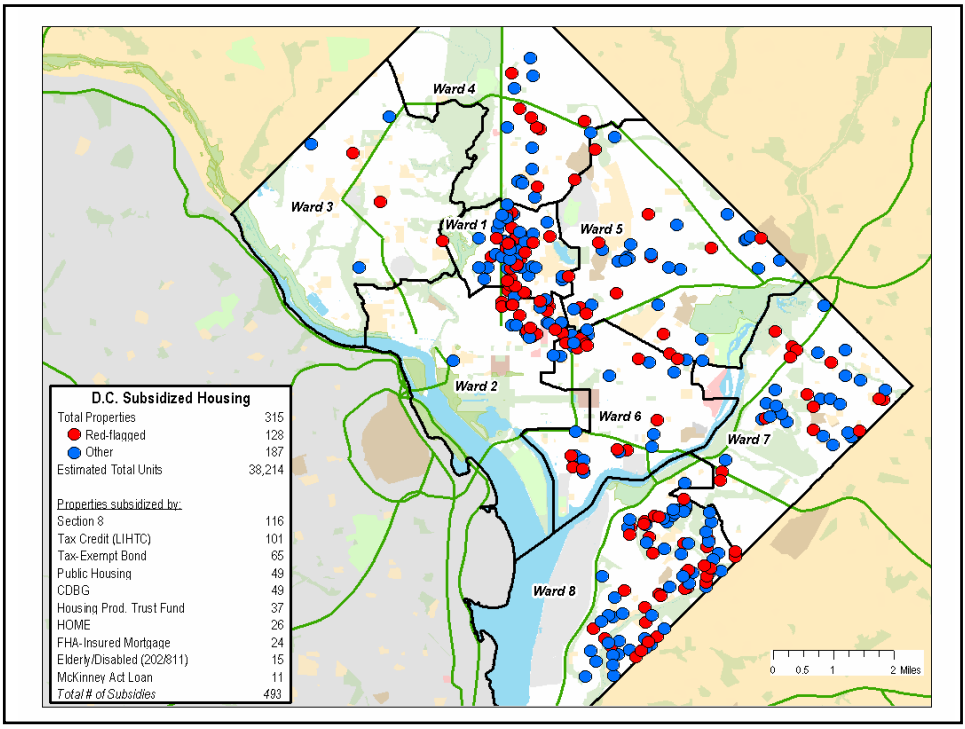 Ward 4
Ward 3
Ward 1
Ward 5
Ward 2
Ward 6
Ward 7
Ward 8
D.C. Subsidized Housing
Total Properties 315
Red-flagged 128
Other 187
Estimated Total Units 38,214
Properties subsidized by:
Section 8 116
Tax Credit (LIHTC) 101
Tax-Exempt Bond 65
Public Housing 49
CDBG 49
Housing Prod. Trust Fund 37
HOME 26
FHA-Insured Mortgage 24
Elderly/Disabled (202/811) 15
McKinney Act Loan 11
Total # of Subsidies 493
0 0.5 1 2 Miles